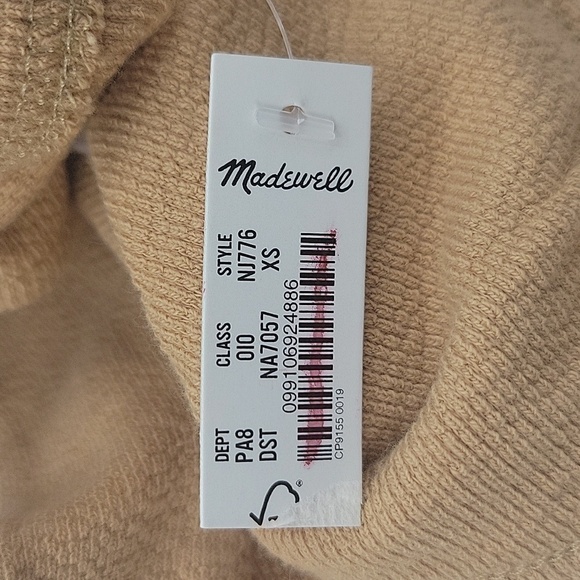 Madewell
DEPT CLASS STYLE
PA8 010 NJ776
DST NA7057 XS
099106924886
CP9155 0019